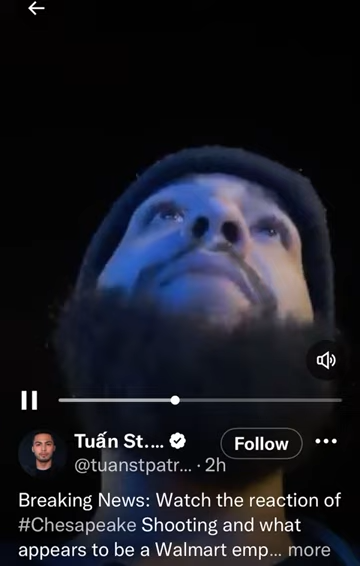 Tuấn St....
Follow
@tuanstpatr... · 2h
Breaking News: Watch the reaction of
#Chesapeake Shooting and what
appears to be a Walmart emp... more